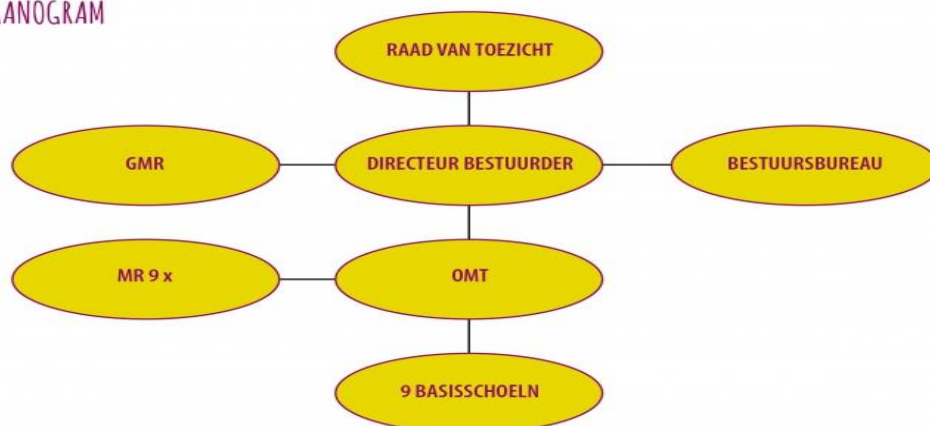 ANOGRAM
RAAD VAN TOEZICHT
GMR
DIRECTEUR BESTUURDER
BESTUURSBUREAU
MR 9 x
OMT
9 BASISSCHOELN